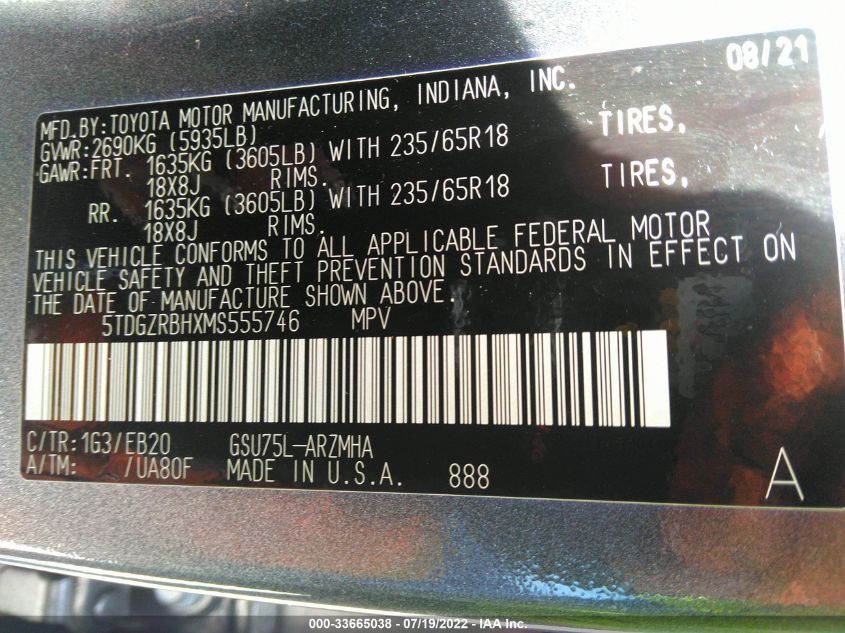 08/21
MFD.BY:TOYOTA MOTOR MANUFACTURING, INDIANA, INC.
GVWR:2690KG (5935LB)
GAWR:FRT. 1635KG (3605LB) WITH 235/65R18 TIRES,
18X8J RIMS.
RR. 1635KG (3605LB) WITH 235/65R18 TIRES,
18X8J RIMS.
THIS VEHICLE CONFORMS TO ALL APPLICABLE FEDERAL MOTOR
VEHICLE SAFETY AND THEFT PREVENTION STANDARDS IN EFFECT ON
THE DATE OF MANUFACTURE SHOWN ABOVE.
5TDGZRBHXMS555746 MPV
C/TR:1G3/EB20 GSU75L-ARZMHA
A/TM: /UA80F MADE IN U.S.A. 888
A
000-33665038 - 07/19/2022 - IAA Inc.